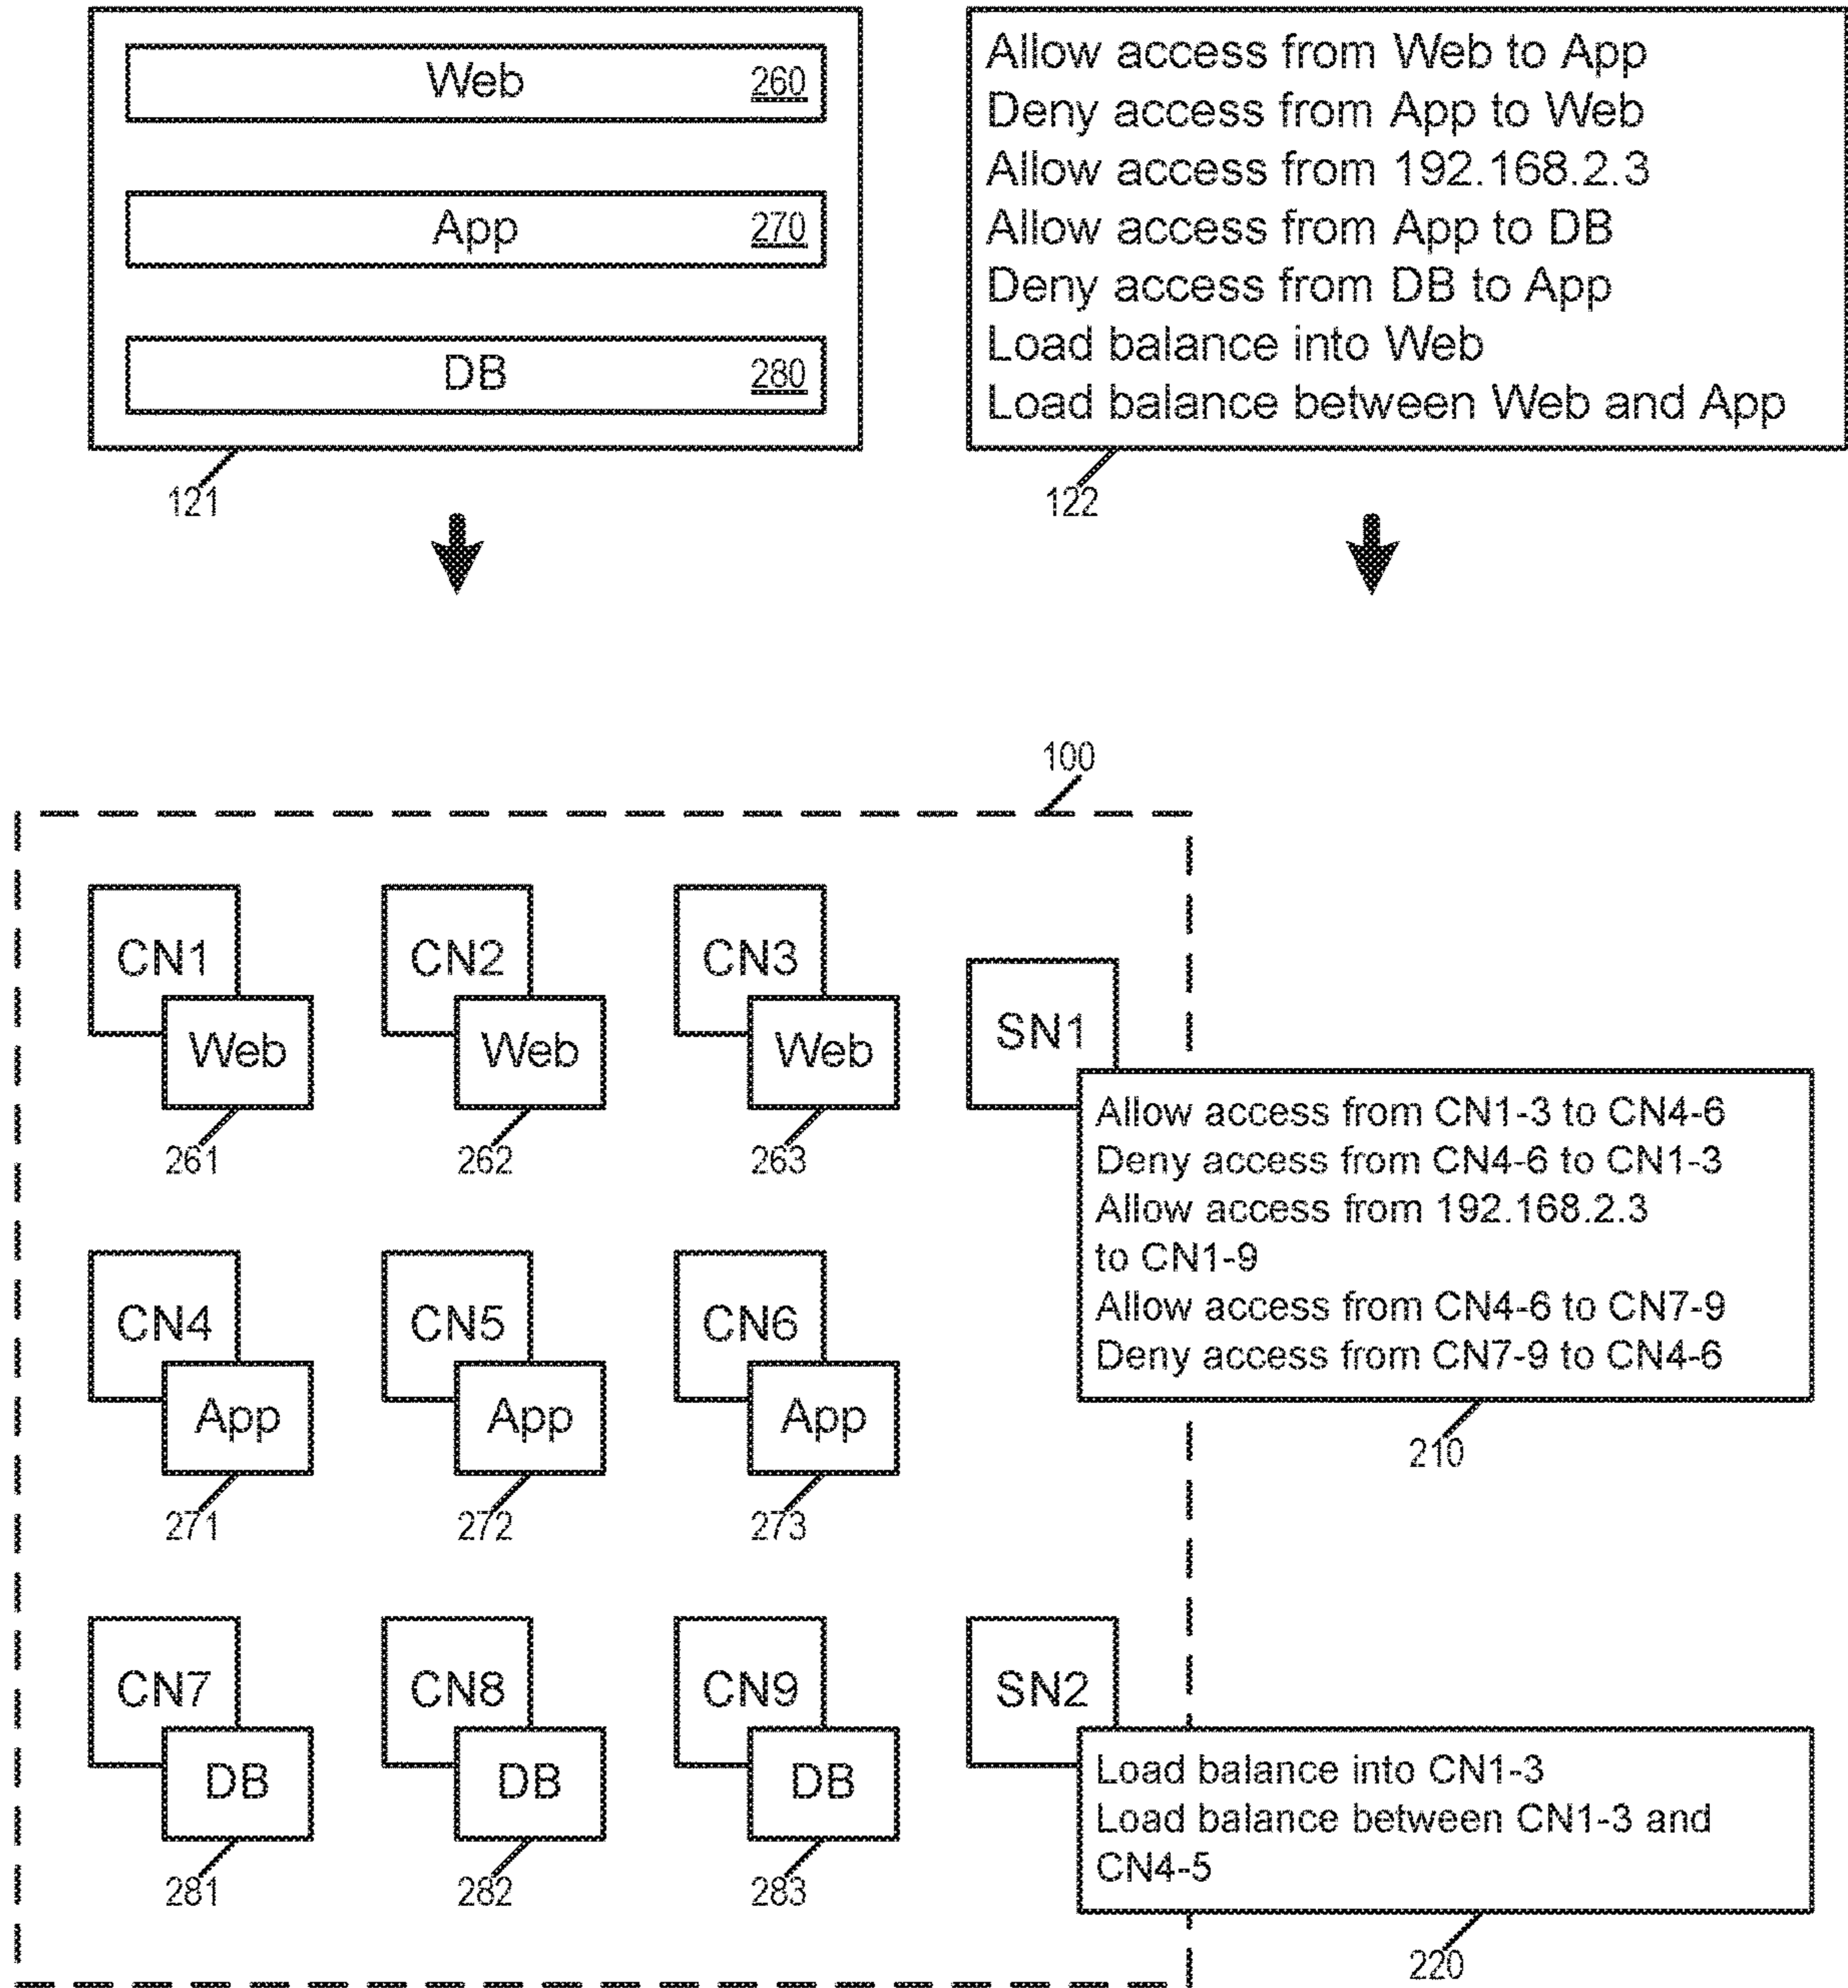 Web 260
App 270
DB 280
121
Allow access from Web to App
Deny access from App to Web
Allow access from 192.168.2.3
Allow access from App to DB
Deny access from DB to App
Load balance into Web
Load balance between Web and App
122
100
CN1
Web
261
CN2
Web
262
CN3
Web
263
SN1
Allow access from CN1-3 to CN4-6
Deny access from CN4-6 to CN1-3
Allow access from 192.168.2.3
to CN1-9
Allow access from CN4-6 to CN7-9
Deny access from CN7-9 to CN4-6
210
CN4
App
271
CN5
App
272
CN6
App
273
CN7
DB
281
CN8
DB
282
CN9
DB
283
SN2
Load balance into CN1-3
Load balance between CN1-3 and
CN4-5
220